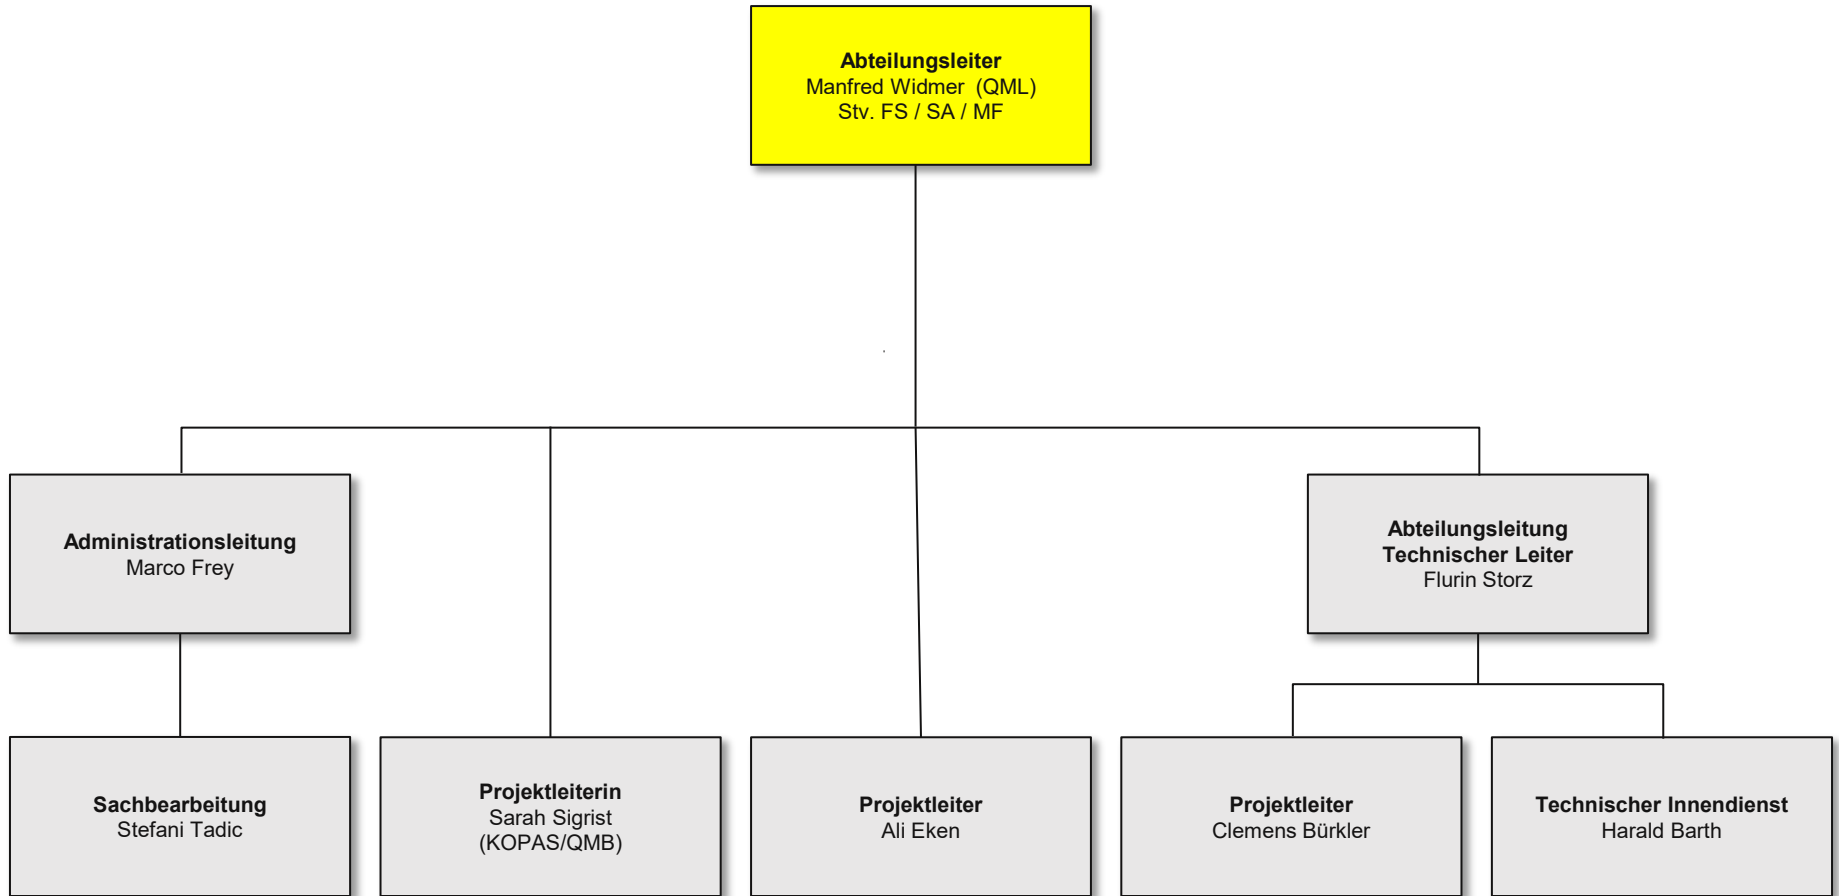 Abteilungsleiter
Manfred Widmer (QML)
Stv. FS / SA / MF
Administrationsleitung
Marco Frey
Abteilungsleitung
Technischer Leiter
Flurin Storz
Sachbearbeitung
Stefani Tadic
Projektleiterin
Sarah Sigrist
(KOPAS/QMB)
Projektleiter
Ali Eken
Projektleiter
Clemens Bürkler
Technischer Innendienst
Harald Barth